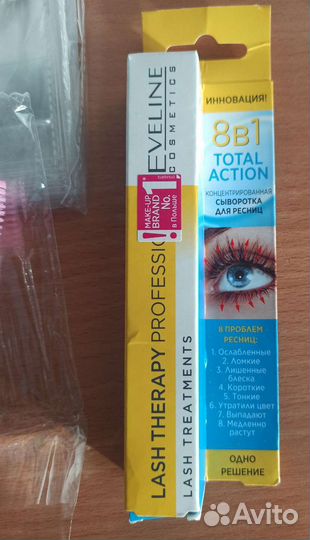 EVELINE
COSMETICS
MAKE-UP
BRAND
No.
1
в Польше
LASH THERAPY PROFESSIO
LASH TREATMENTS
ИННОВАЦИЯ!
8В1
TOTAL
ACTION
КОНЦЕНТРИРОВАННАЯ
СЫВОРОТКА ДЛЯ
РЕСНИЦ
8 ПРОБЛЕМ
РЕСНИЦ:
1. Ослабленные
2. Ломкие
3. Лишенные
блеска
4. Короткие
5. Тонкие
6. Утратили цвет
7. Выпадают
8. Медленно
растут
ОДНО
РЕШЕНИЕ
Avito